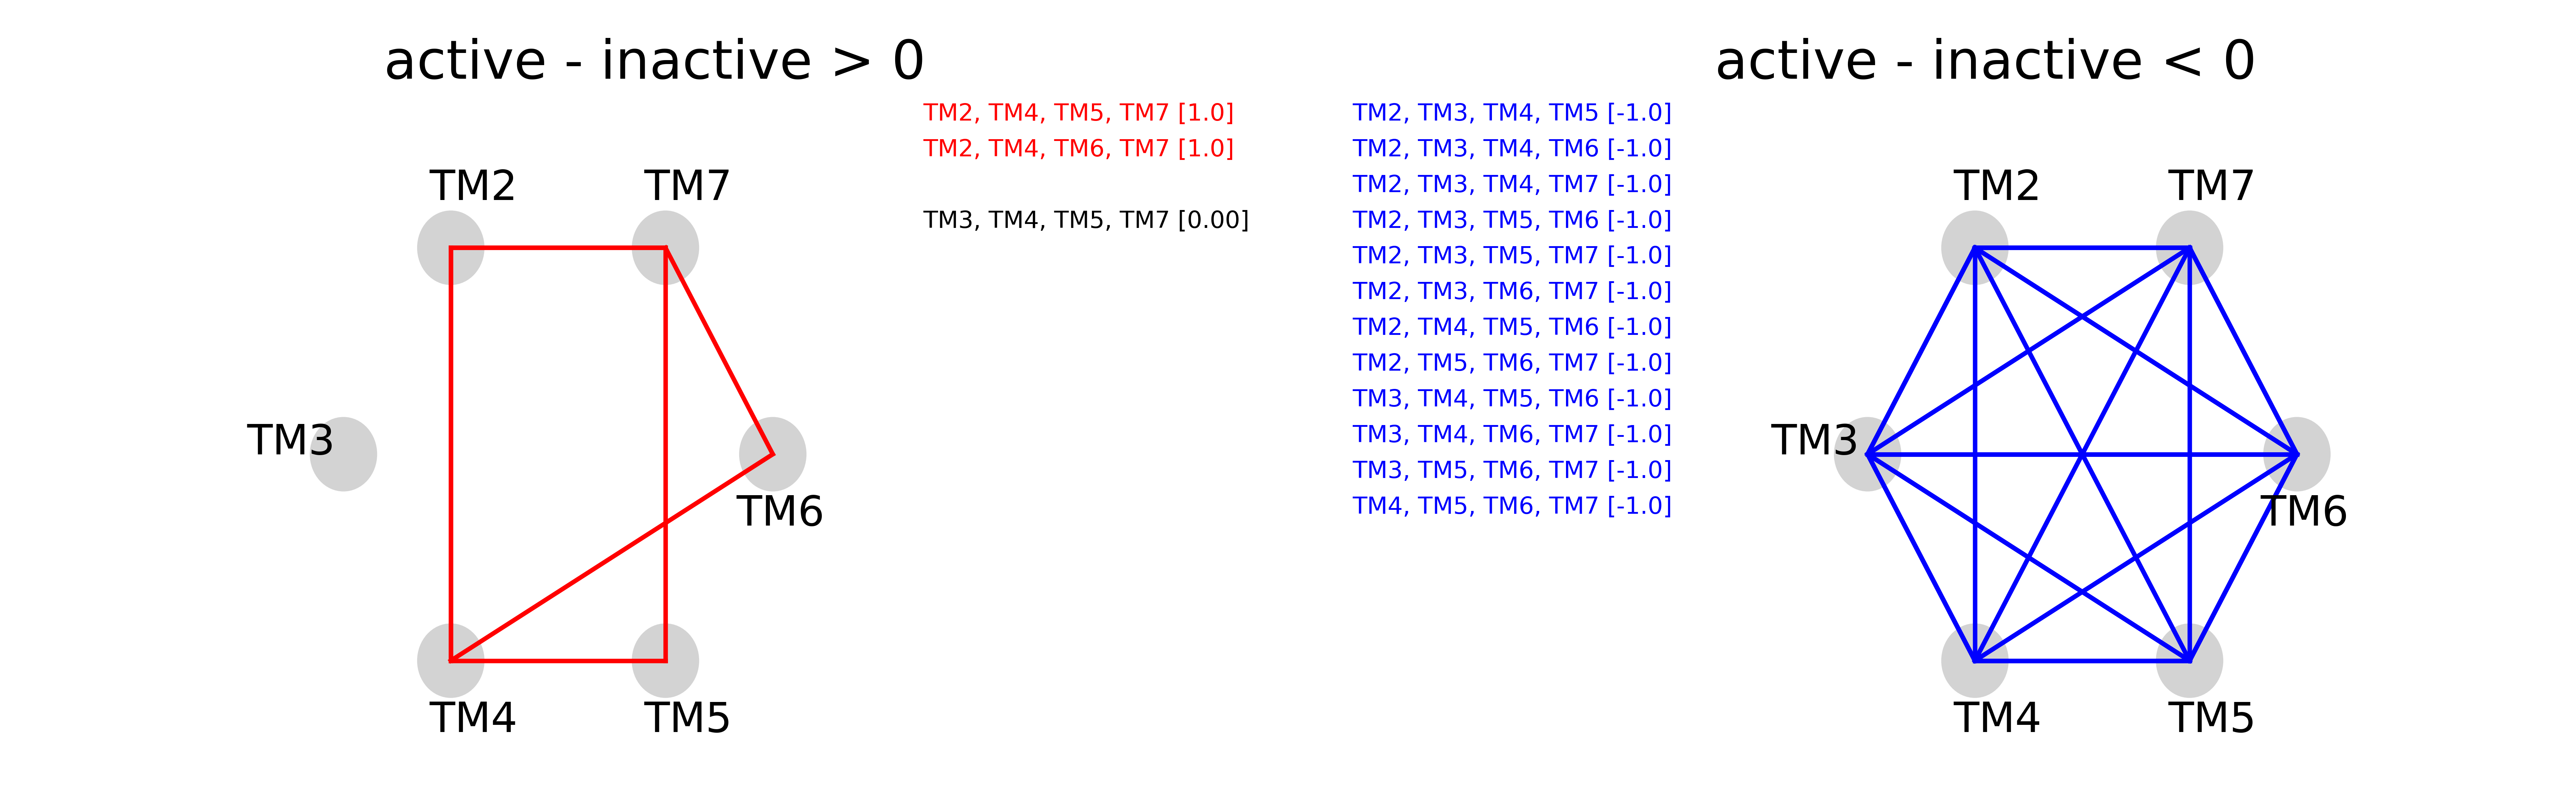 active - inactive > 0
TM2, TM4, TM5, TM7 [1.0]
TM2, TM4, TM6, TM7 [1.0]
TM3, TM4, TM5, TM7 [0.00]
TM2
TM7
TM3
TM6
TM4
TM5
active - inactive < 0
TM2, TM3, TM4, TM5 [-1.0]
TM2, TM3, TM4, TM6 [-1.0]
TM2, TM3, TM4, TM7 [-1.0]
TM2, TM3, TM5, TM6 [-1.0]
TM2, TM3, TM5, TM7 [-1.0]
TM2, TM3, TM6, TM7 [-1.0]
TM2, TM4, TM5, TM6 [-1.0]
TM2, TM5, TM6, TM7 [-1.0]
TM3, TM4, TM5, TM6 [-1.0]
TM3, TM4, TM6, TM7 [-1.0]
TM3, TM5, TM6, TM7 [-1.0]
TM4, TM5, TM6, TM7 [-1.0]
TM2
TM7
TM3
TM6
TM4
TM5